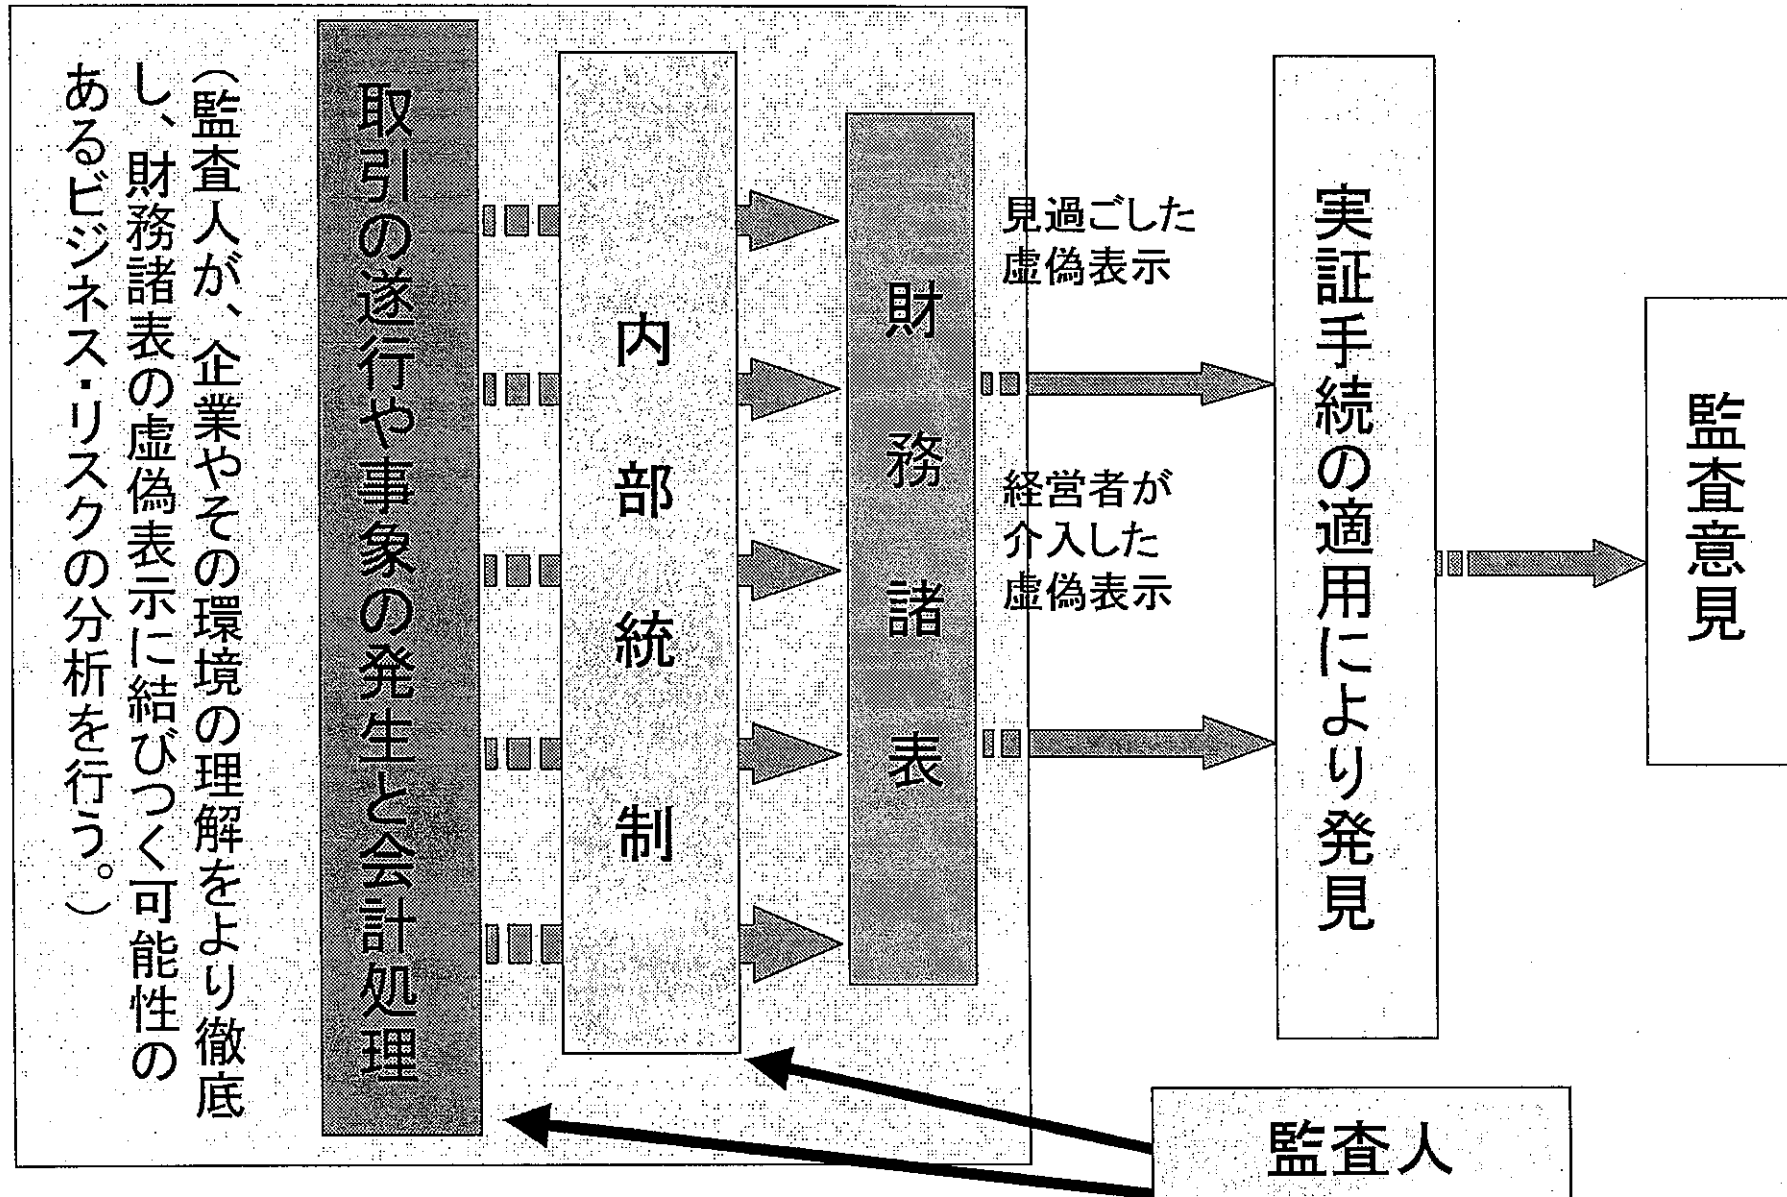 (監査人が、企業やその環境の理解をより徹底
し、財務諸表の虚偽表示に結びつく可能性の
あるビジネス・リスクの分析を行う。)
取引の遂行や事象の発生と会計処理
内部統制
財務諸表
見過ごした
虚偽表示
経営者が
介入した
虚偽表示
実証手続の適用により発見
監査意見
監査人